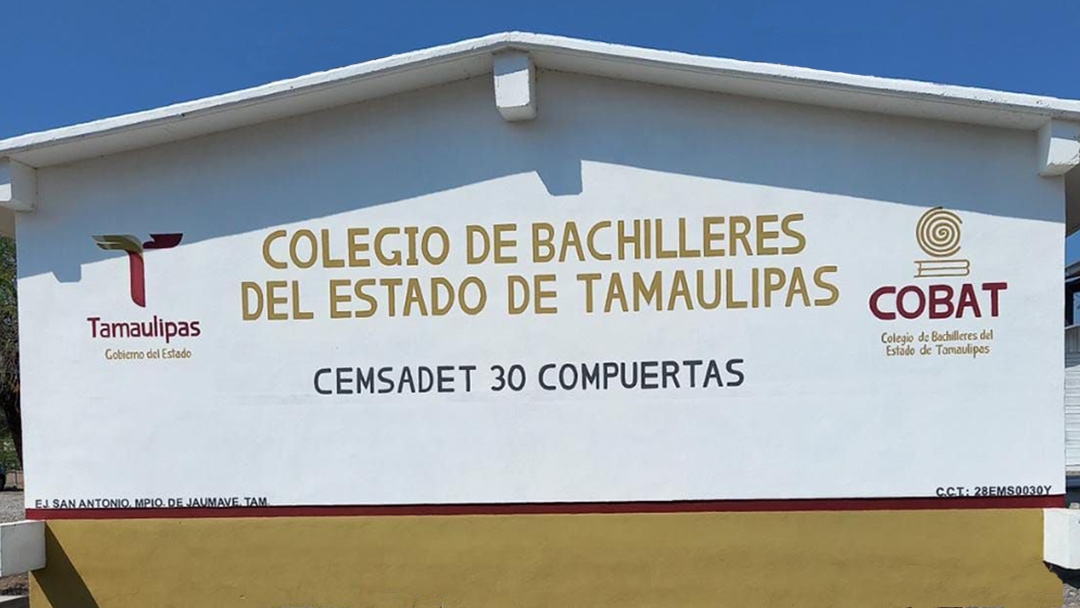 COLEGIO DE BACHILLERES
DEL ESTADO DE TAMAULIPAS
Tamaulipas
Gobierno del Estado
COBAT
Colegio de Bachilleres del
Estado de Tamaulipas
CEMSADET 30 COMPUERTAS
EJ. SAN ANTONIO, MPIO. DE JAUMAVE, TAM.
C.C.T.: 28EMS0030Y